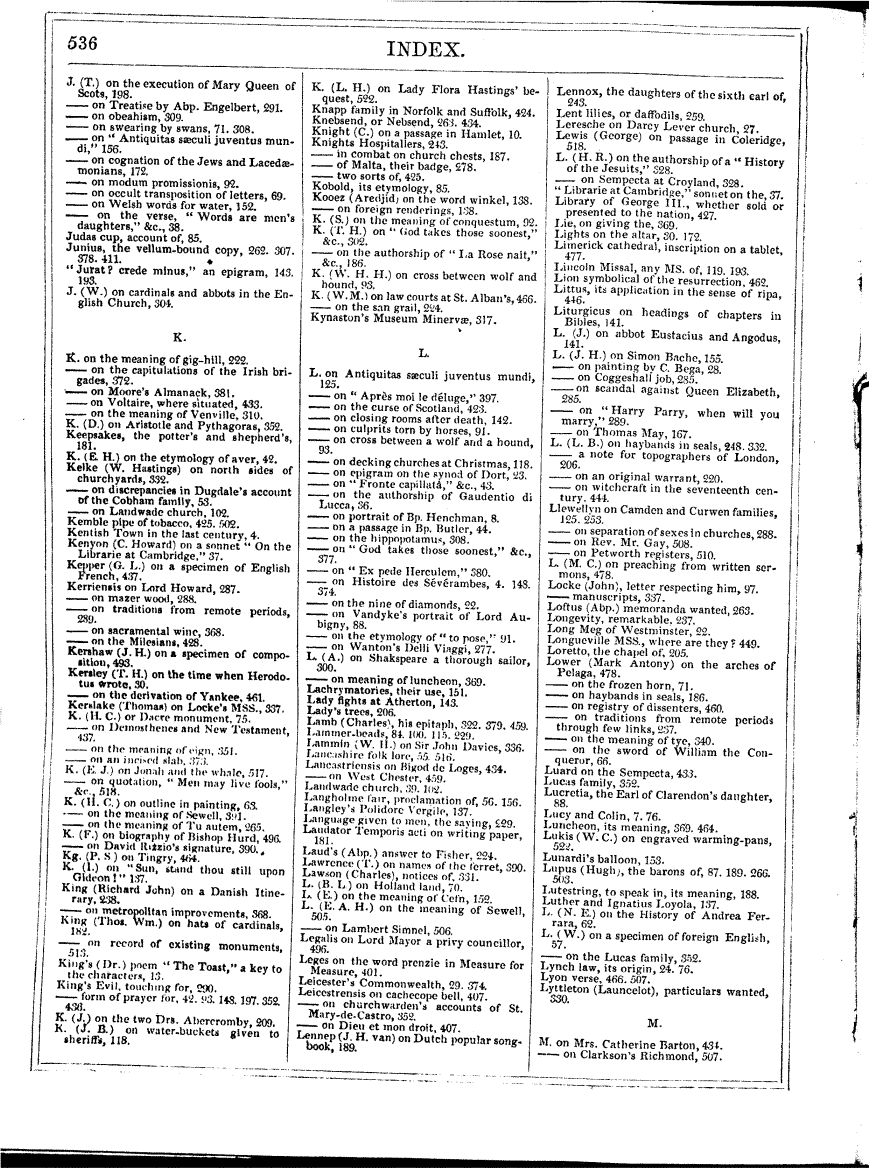 536
INDEX.
J. (T.) on the execution of Mary Queen of
Scots, 198.
—— on Treatise by Abp. Engelbert, 291.
—— on obeahism, 309.
—— on swearing by swans, 71. 308.
—— on “ Antiquitas sæculi juventus mun-
di,” 156.
—— on cognation of the Jews and Lacedæ-
monians, 172.
—— on modum promissionis, 92.
—— on occult transposition of letters, 69.
—— on Welsh words for water, 152.
—— on the verse, “ Words are men's
daughters,” &c., 38.
Judas cup, account of, 85.
Junius, the vellum-bound copy, 262. 307.
378. 411.
“ Jurat? crede minus,” an epigram, 143.
193.
J. (W.) on cardinals and abbots in the En-
glish Church, 304.
K.
K. on the meaning of gig-hill, 222.
—— on the capitulations of the Irish bri-
gades, 372.
—— on Moore's Almanack, 381.
—— on Voltaire, where situated, 433.
—— on the meaning of Venville, 310.
K. (D.) on Aristotle and Pythagoras, 352.
Keepsakes, the potter's and shepherd's,
181.
K. (E. H.) on the etymology of aver, 42.
Kelke (W. Hastings) on north sides of
churchyards, 332.
—— on discrepancies in Dugdale's account
of the Cobham family, 53.
—— on Landwade church, 102.
Kemble pipe of tobacco, 425. 502.
Kentish Town in the last century, 4.
Kenyon (C. Howard) on a sonnet “ On the
Librarie at Cambridge,” 37.
Kepper (G. L.) on a specimen of English
French, 437.
Kerriensis on Lord Howard, 287.
—— on mazer wood, 288.
—— on traditions from remote periods,
289.
—— on sacramental wine, 368.
—— on the Milesians, 428.
Kershaw (J. H.) on a specimen of compo-
sition, 493.
Kersley (T. H.) on the time when Herodo-
tus wrote, 30.
—— on the derivation of Yankee, 461.
Kerslake (Thomas) on Locke's MSS., 337.
K. (H. C.) or Dacre monument, 75.
—— on Demosthenes and New Testament,
437.
—— on the meaning of eign, 351.
—— on an incised slab, 373.
K. (E. J.) on Jonah and the whale, 517.
—— on quotation, “ Men may live fools,”
&c., 518.
K. (H. C.) on outline in painting, 63.
—— on the meaning of Sewell, 391.
—— on the meaning of Tu autem, 265.
K. (F.) on biography of Bishop Hurd, 496.
—— on David Rizzio's signature, 390.
Kg. (P. S ) on Tingry, 464.
K. (I.) on “Sun, stand thou still upon
Gideon !” 137.
King (Richard John) on a Danish Itine-
rary, 238.
—— on metropolitan improvements, 368.
King (Thos. Wm.) on hats of cardinals,
182.
—— on record of existing monuments,
513.
King's (Dr.) poem “ The Toast,” a key to
the characters, 13.
King's Evil, touching for, 290.
—— form of prayer for, 42. 93. 148. 197. 352.
436.
K. (J.) on the two Drs. Abercromby, 209.
K. (J. B.) on water-buckets given to
sheriffs, 118.
K. (L. H.) on Lady Flora Hastings' be-
quest, 522.
Knapp family in Norfolk and Suffolk, 424.
Knebsend, or Nebsend, 263. 434.
Knight (C.) on a passage in Hamlet, 10.
Knights Hospitallers, 243.
—— in combat on church chests, 187.
—— of Malta, their badge, 278.
—— two sorts of, 425.
Kobold, its etymology, 85.
Kooez (Aredjid) on the word winkel, 138.
—— on foreign renderings, 138.
K. (S.) on the meaning of conquestum, 92.
K. (T. H.) on “ God takes those soonest,”
&c., 302.
—— on the authorship of “ La Rose nait,”
&c., 186.
K. (W. H. H.) on cross between wolf and
hound, 93.
K. (W.M.) on law courts at St. Alban's, 466.
—— on the san grail, 224.
Kynaston's Museum Minervæ, 317.
L.
L. on Antiquitas sæculi juventus mundi,
125.
—— on “ Après moi le déluge,” 397.
—— on the curse of Scotland, 423.
—— on closing rooms after death, 142.
—— on culprits torn by horses, 91.
—— on cross between a wolf and a hound,
93.
—— on decking churches at Christmas, 118.
—— on epigram on the synod of Dort, 23.
—— on “ Fronte capillatâ,” &c., 43.
—— on the authorship of Gaudentio di
Lucca, 36.
—— on portrait of Bp. Henchman, 8.
—— on a passage in Bp. Butler, 44.
—— on the hippopotamus, 308.
—— on “ God takes those soonest,” &c.,
377.
—— on “ Ex pede Herculem,” 380.
—— on Histoire des Sévérambes, 4. 148.
374.
—— on the nine of diamonds, 22.
—— on Vandyke's portrait of Lord Au-
bigny, 88.
—— on the etymology of “ to pose,” 91.
—— on Wanton's Delli Viaggi, 277.
L. (A.) on Shakspeare a thorough sailor,
300.
—— on meaning of luncheon, 369.
Lachrymatories, their use, 151.
Lady fights at Atherton, 143.
Lady's trees, 206.
Lamb (Charles), his epitaph, 322. 379. 459.
Lammer-beads, 84. 100. 115. 229.
Lammin (W. H.) on Sir John Davies, 336.
Lancashire folk lore, 55. 516.
Lancastriensis on Bigod de Loges, 434.
—— on West Chester, 459.
Landwade church, 39. 102.
Langholme fair, proclamation of, 56. 156.
Langley's Polidore Vergile, 137.
Language given to men, the saying, 229.
Laudator Temporis acti on writing paper,
181.
Laud's (Abp.) answer to Fisher, 224.
Lawrence (T.) on names of the ferret, 390.
Lawson (Charles), notices of, 331.
L. (B. L.) on Holland land, 70.
L. (E.) on the meaning of Cefn, 152.
L. (E. A. H.) on the meaning of Sewell,
505.
—— on Lambert Simnel, 506.
Legalis on Lord Mayor a privy councillor,
496.
Leges on the word prenzie in Measure for
Measure, 401.
Leicester's Commonwealth, 29. 374.
Leicestrensis on cachecope bell, 407.
—— on churchwarden's accounts of St.
Mary-de-Castro, 352.
—— on Dieu et mon droit, 407.
Lennep (J. H. van) on Dutch popular song-
book, 189.
Lennox, the daughters of the sixth earl of,
243.
Lent lilies, or daffodils, 259.
Leresche on Darcy Lever church, 27.
Lewis (George) on passage in Coleridge,
518.
L. (H. R.) on the authorship of a “ History
of the Jesuits,” 328.
—— on Sempecta at Croyland, 328.
“ Librarie at Cambridge,” sonnet on the, 37.
Library of George III., whether sold or
presented to the nation, 427.
Lie, on giving the, 369.
Lights on the altar, 30. 172.
Limerick cathedral, inscription on a tablet,
477.
Lincoln Missal, any MS. of, 119. 193.
Lion symbolical of the resurrection, 462.
Littus, its application in the sense of ripa,
446.
Liturgicus on headings of chapters in
Bibles, 141.
L. (J.) on abbot Eustacius and Angodus,
141.
L. (J. H.) on Simon Bache, 155.
—— on painting by C. Bega, 28.
—— on Coggeshall job, 285.
—— on scandal against Queen Elizabeth,
285.
—— on “Harry Parry, when will you
marry,” 289.
—— on Thomas May, 167.
L. (L. B.) on haybands in seals, 248. 332.
—— a note for topographers of London,
206.
—— on an original warrant, 220.
—— on witchcraft in the seventeenth cen-
tury. 444.
Llewellyn on Camden and Curwen families,
125. 253.
—— on separation of sexes in churches, 288.
—— on Rev. Mr. Gay, 508.
—— on Petworth registers, 510.
L. (M. C.) on preaching from written ser-
mons, 478.
Locke (John), letter respecting him, 97.
—— manuscripts, 337.
Loftus (Abp.) memoranda wanted, 263.
Longevity, remarkable, 237.
Long Meg of Westminster, 22.
Longueville MSS., where are they ? 449.
Loretto, the chapel of, 205.
Lower (Mark Antony) on the arches of
Pelaga, 478.
—— on the frozen horn, 71.
—— on haybands in seals, 186.
—— on registry of dissenters, 460.
—— on traditions from remote periods
through few links, 237.
—— on the meaning of tye, 340.
—— on the sword of William the Con-
queror, 66.
Luard on the Sempecta, 433.
Lucas family, 352.
Lucretia, the Earl of Clarendon's daughter,
88.
Lucy and Colin, 7. 76.
Luncheon, its meaning, 369. 464.
Lukis (W. C.) on engraved warming-pans,
522.
Lunardi's balloon, 153.
Lupus (Hugh), the barons of, 87. 189. 266.
503.
Lutestring, to speak in, its meaning, 188.
Luther and Ignatius Loyola, 137.
L. (N. E.) on the History of Andrea Fer-
rara, 62.
L. (W.) on a specimen of foreign English,
57.
—— on the Lucas family, 352.
Lynch law, its origin, 24. 76.
Lyon verse, 466. 507.
Lyttleton (Launcelot), particulars wanted,
330.
M.
M. on Mrs. Catherine Barton, 434.
—— on Clarkson's Richmond, 507.